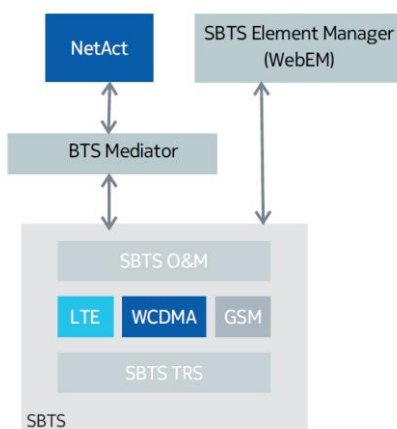 NetAct
SBTS Element Manager
(WebEM)
BTS Mediator
SBTS O&M
LTE
WCDMA
GSM
SBTS TRS
SBTS